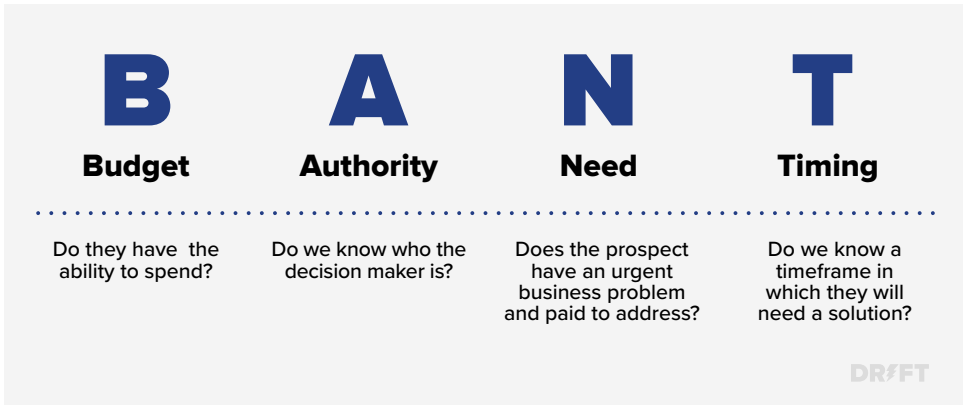 B A N T
Budget Authority Need Timing
Do they have  the
ability to spend?
Do we know who the
decision maker is?
Does the prospect
have an urgent
business problem
and paid to address?
Do we know a
timeframe in
which they will
need a solution?
DRIFT